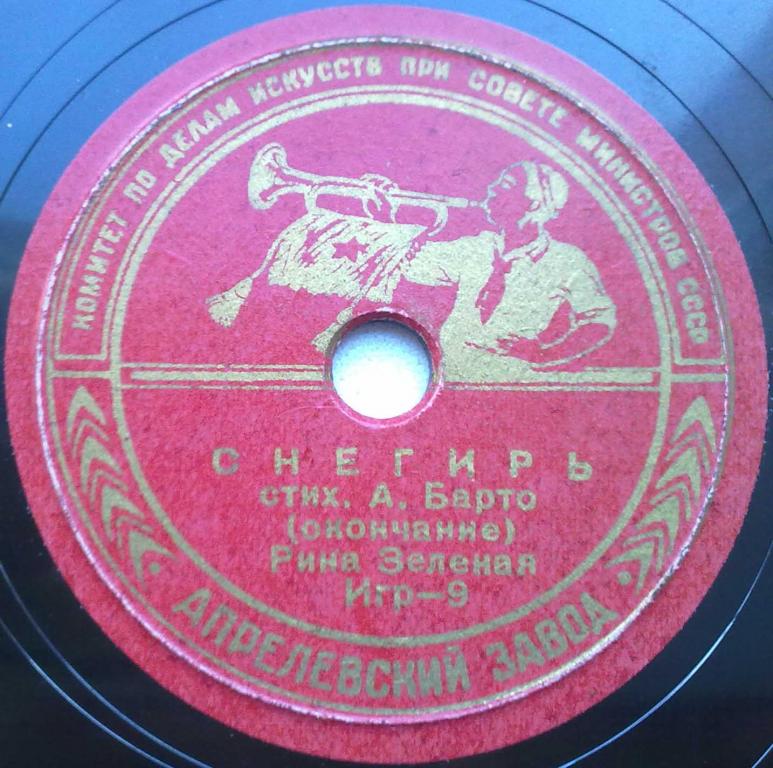 КОМИТЕТ ПО ДЕЛАМ ИСКУССТВ ПРИ СОВЕТЕ МИНИСТРОВ СССР
СНЕГИРЬ
стих. А. Барто
(окончание)
Рина Зеленая
Игр-9
АПРЕЛЕВСКИЙ ЗАВОД